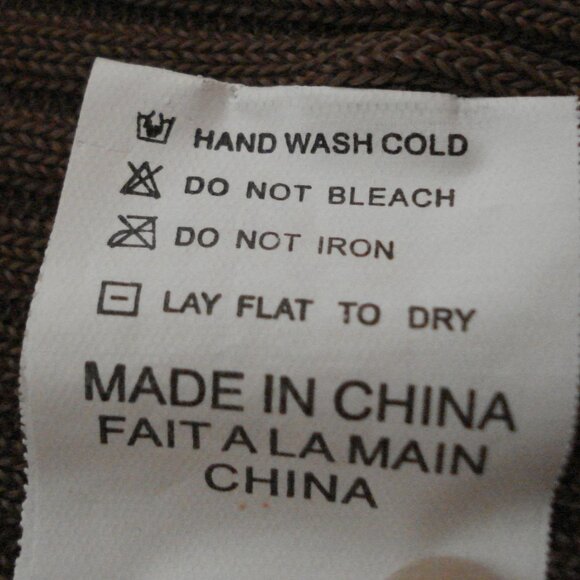 HAND WASH COLD
DO NOT BLEACH
DO NOT IRON
LAY FLAT TO DRY
MADE IN CHINA
FAIT A LA MAIN
CHINA